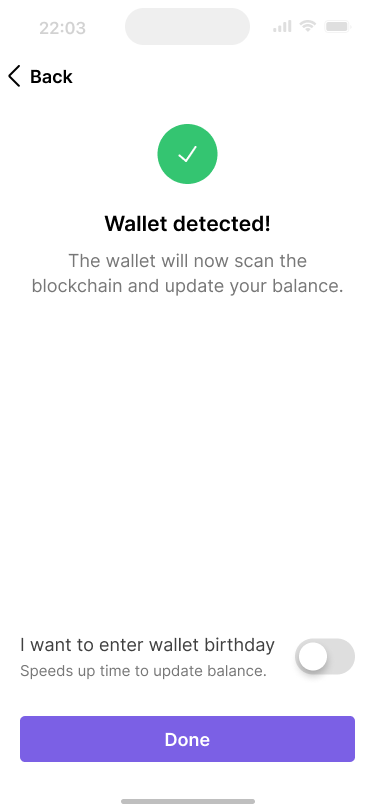 22:03
Back
Wallet detected!
The wallet will now scan the
blockchain and update your balance.
I want to enter wallet birthday
Speeds up time to update balance.
Done